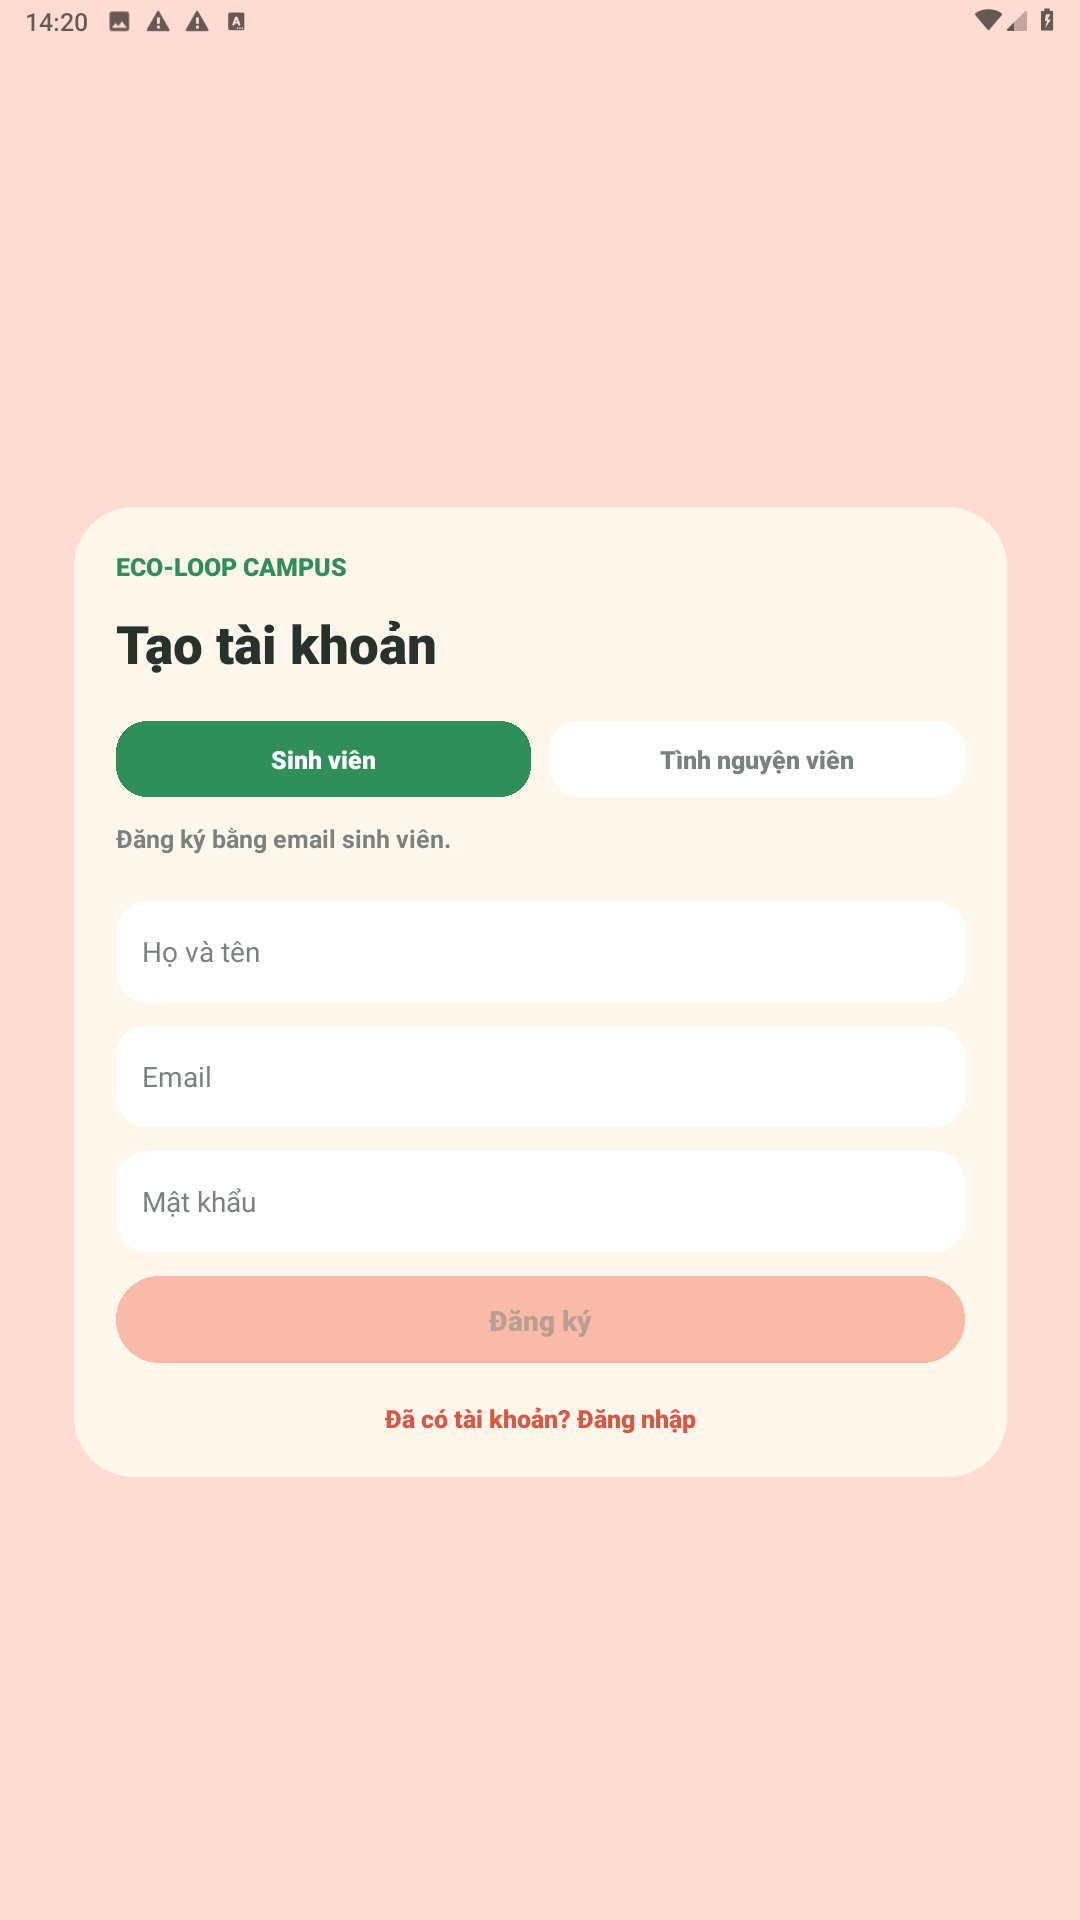 14:20
ECO-LOOP CAMPUS
Tạo tài khoản
Sinh viên
Tình nguyện viên
Đăng ký bằng email sinh viên.
Họ và tên
Email
Mật khẩu
Đăng ký
Đã có tài khoản? Đăng nhập